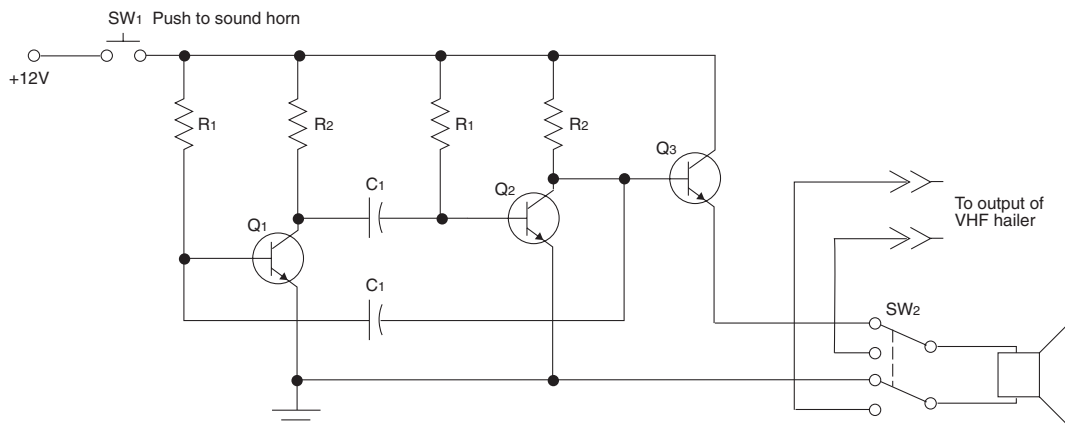 SW1 Push to sound horn
+12V
R1
R2
R1
R2
Q3
C1
Q2
Q1
C1
To output of
VHF hailer
SW2